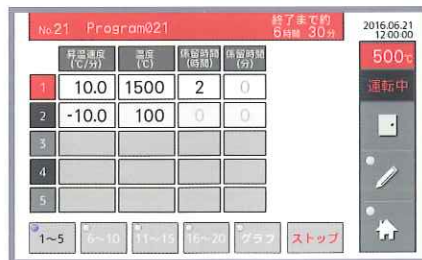 No.21 Program021
終了まで約
6時間 30分
2016.06.21
12:00:00
昇温速度 (℃/分) 温度 (℃) 係留時間 (時間) 係留時間 (分)
500℃
運転中
1 10.0 1500 2 0
2 -10.0 100 0 0
3
4
5
1~5 6~10 11~15 16~20 グラフ ストップ